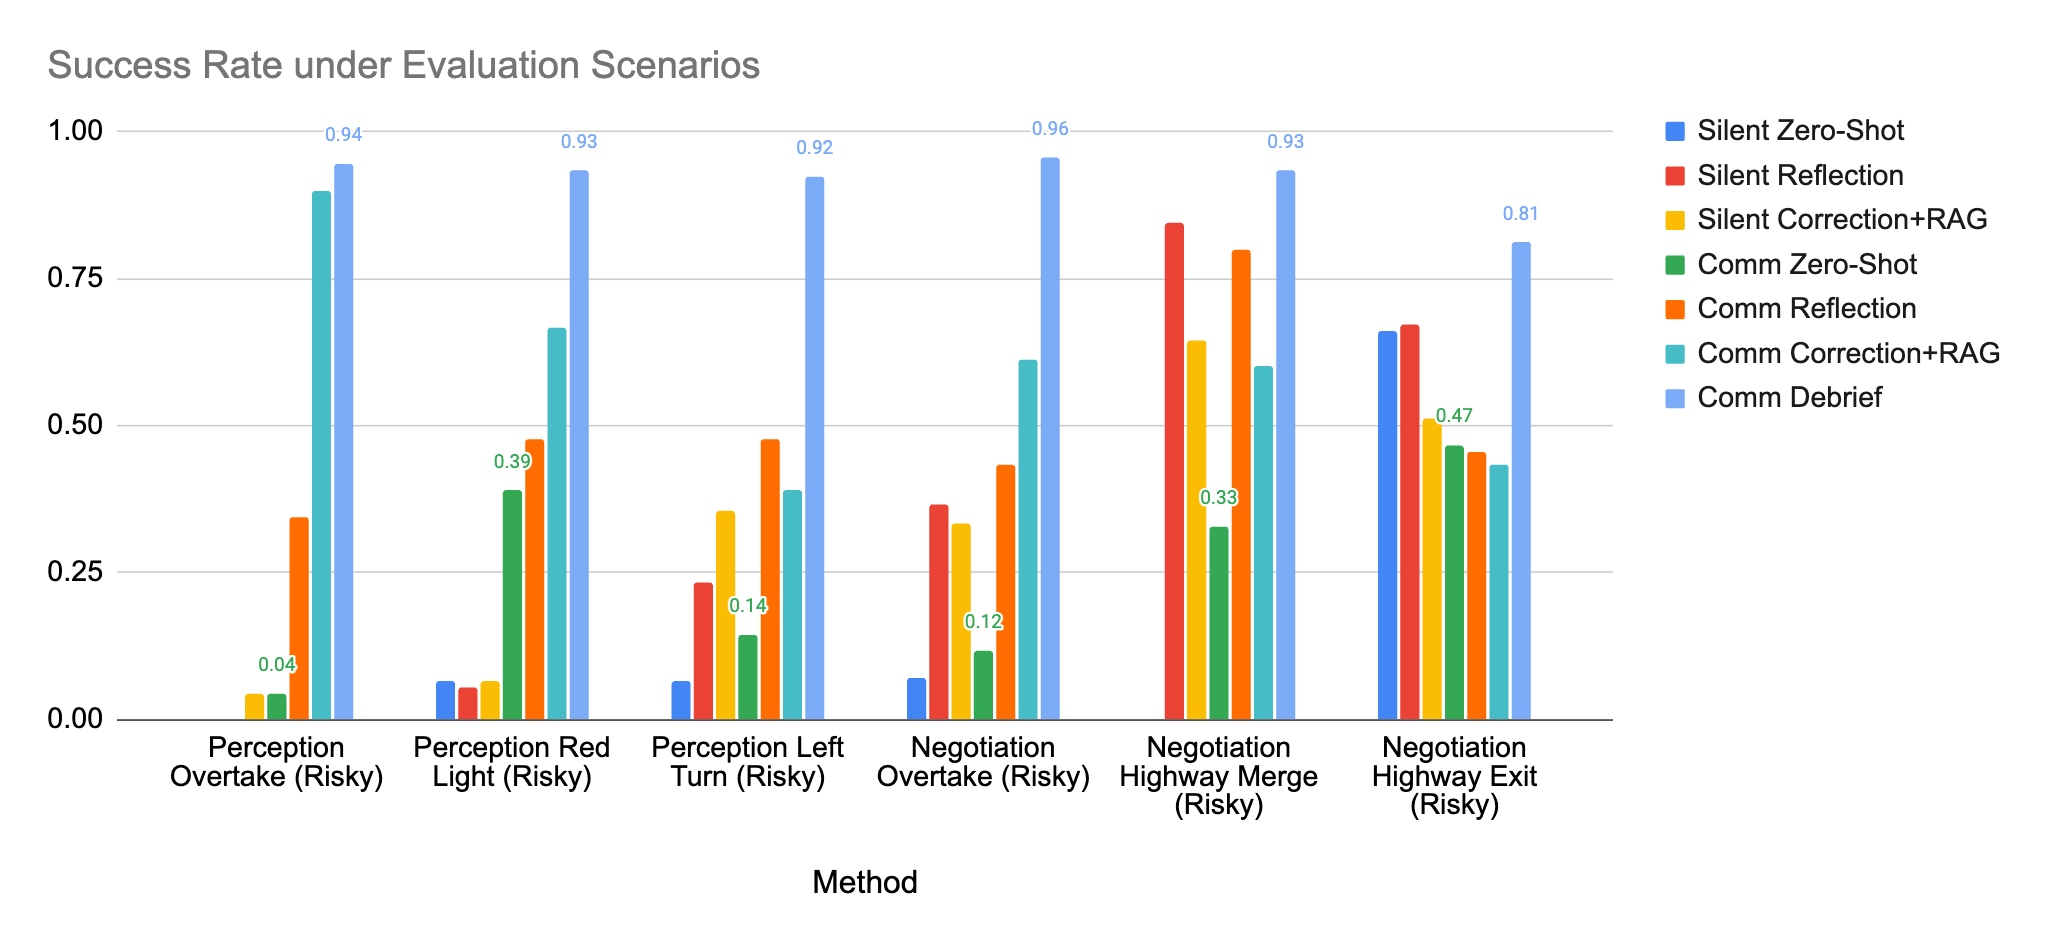 Success Rate under Evaluation Scenarios
1.00
0.75
0.50
0.25
0.00
0.04
0.94
0.39
0.93
0.14
0.92
0.12
0.96
0.33
0.93
0.47
0.81
Perception
Overtake (Risky)
Perception Red
Light (Risky)
Perception Left
Turn (Risky)
Negotiation
Overtake (Risky)
Negotiation
Highway Merge
(Risky)
Negotiation
Highway Exit
(Risky)
Method
Silent Zero-Shot
Silent Reflection
Silent Correction+RAG
Comm Zero-Shot
Comm Reflection
Comm Correction+RAG
Comm Debrief